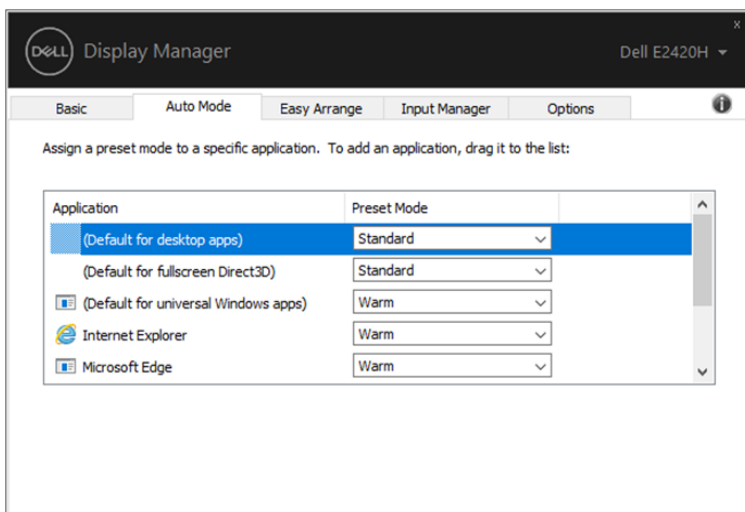 x
DELL Display Manager Dell E2420H
Basic Auto Mode Easy Arrange Input Manager Options i
Assign a preset mode to a specific application. To add an application, drag it to the list:
Application Preset Mode
(Default for desktop apps) Standard
(Default for fullscreen Direct3D) Standard
(Default for universal Windows apps) Warm
Internet Explorer Warm
Microsoft Edge Warm